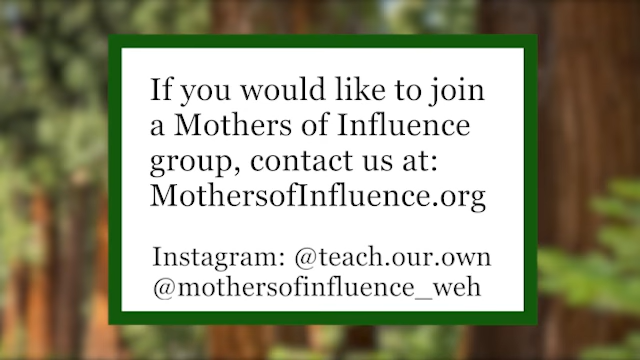 If you would like to join
a Mothers of Influence
group, contact us at:
MothersofInfluence.org
Instagram: @teach.our.own
@mothersofinfluence_weh